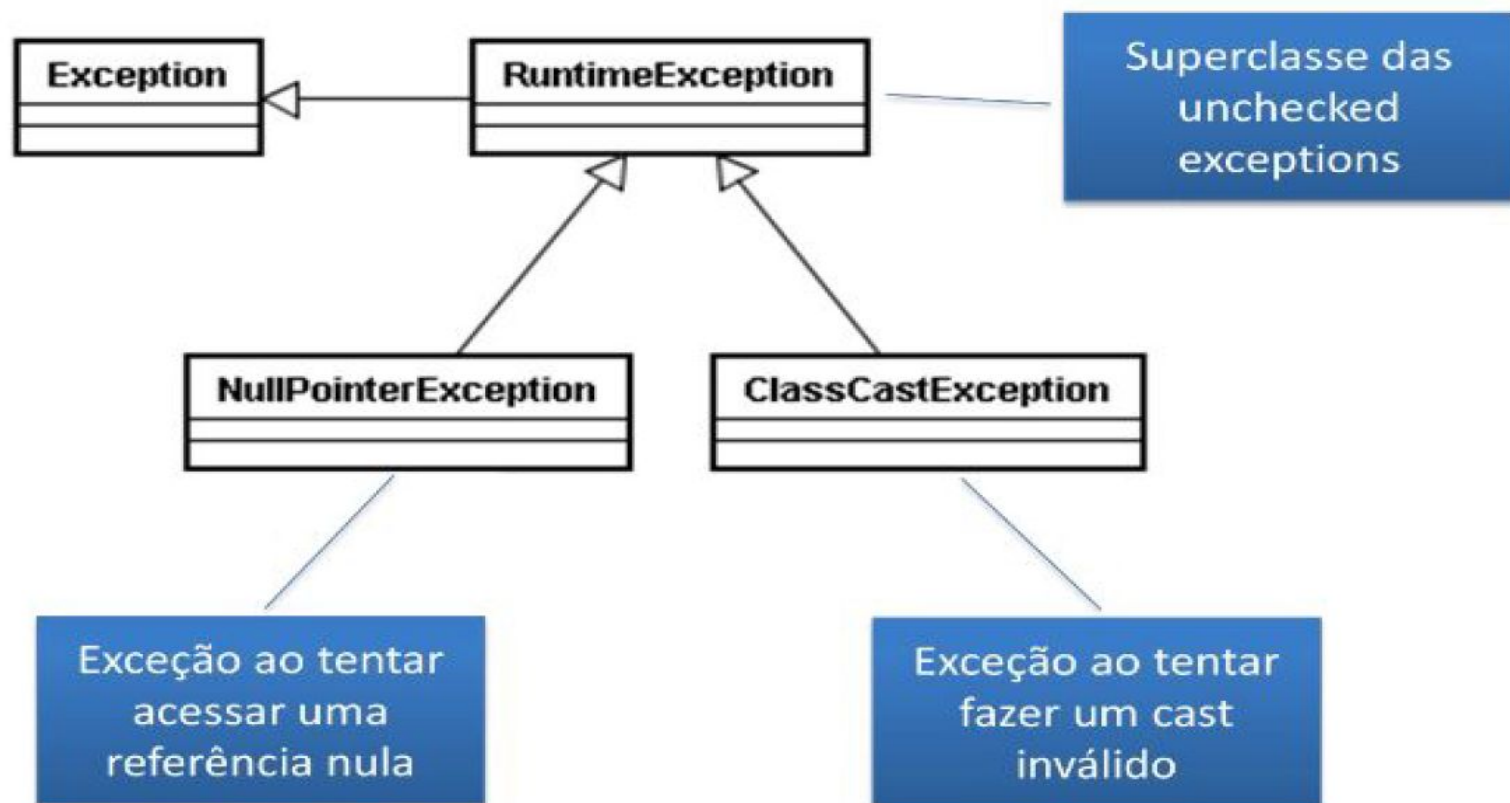 Exception
RuntimeException
Superclasse das
unchecked
exceptions
NullPointerException
ClassCastException
Exceção ao tentar
acessar uma
referência nula
Exceção ao tentar
fazer um cast
inválido